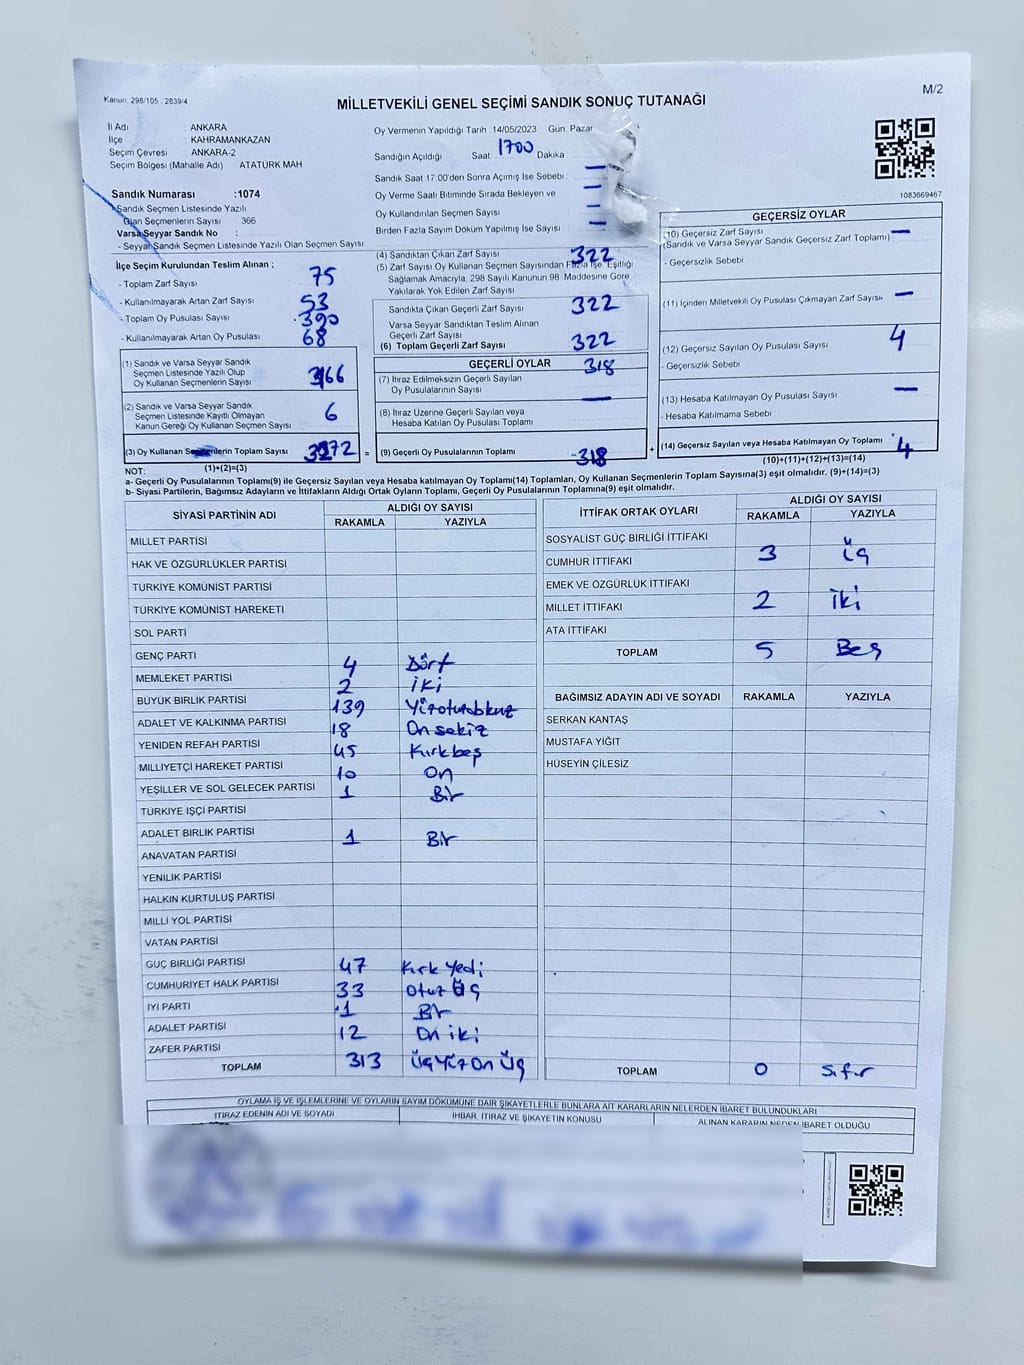 Kanun: 298/105 : 2839/4
MİLLETVEKİLİ GENEL SEÇİMİ SANDIK SONUÇ TUTANAĞI
M/2
İl Adı : ANKARA
İlçe : KAHRAMANKAZAN
Seçim Çevresi : ANKARA-2
Seçim Bölgesi (Mahalle Adı) : ATATÜRK MAH
Sandık Numarası :1074
Sandık Seçmen Listesinde Yazılı
Olan Seçmenlerin Sayısı : 366
Varsa Seyyar Sandık No :
- Seyyar Sandık Seçmen Listesinde Yazılı Olan Seçmen Sayısı
Oy Vermenin Yapıldığı Tarih :14/05/2023 Gün: Pazar
Sandığın Açıldığı Saat 1700 Dakika
Sandık Saat 17.00'den Sonra Açımış İse Sebebi : —
Oy Verme Saati Bitiminde Sırada Bekleyen ve —
Oy Kullandırılan Seçmen Sayısı —
Birden Fazla Sayım Döküm Yapılmış İse Sayısı —
1083669467
İlçe Seçim Kurulundan Teslim Alınan ;
- Toplam Zarf Sayısı 75
- Kullanılmayarak Artan Zarf Sayısı 53
- Toplam Oy Pusulası Sayısı 390
- Kullanılmayarak Artan Oy Pusulası 68
(1) Sandık ve Varsa Seyyar Sandık
Seçmen Listesinde Yazılı Olup
Oy Kullanan Seçmenlerin Sayısı
(2) Sandık ve Varsa Seyyar Sandık
Seçmen Listesinde Kayıtlı Olmayan
Kanun Gereği Oy Kullanan Seçmen Sayısı 6
(3) Oy Kullanan Seçmenlerin Toplam Sayısı
(1)+(2)=(3)
(4) Sandıktan Çıkan Zarf Sayısı 322
(5) Zarf Sayısı Oy Kullanan Seçmen Sayısından Fazla İse, Eşitliği
Sağlamak Amacıyla; 298 Sayılı Kanunun 98. Maddesine Göre
Yakılarak Yok Edilen Zarf Sayısı
Sandıkta Çıkan Geçerli Zarf Sayısı 322
Varsa Seyyar Sandıktan Teslim Alınan
Geçerli Zarf Sayısı
(6) Toplam Geçerli Zarf Sayısı 322
GEÇERLİ OYLAR
(7) İtiraz Edilmeksizin Geçerli Sayılan 318
Oy Pusulalarının Sayısı
(8) İtiraz Üzerine Geçerli Sayılan veya —
Hesaba Katılan Oy Pusulası Toplamı
= (9) Geçerli Oy Pusulalarının Toplamı 318 +
GEÇERSİZ OYLAR
(10) Geçersiz Zarf Sayısı —
(Sandık ve Varsa Seyyar Sandık Geçersiz Zarf Toplamı)
- Geçersizlik Sebebi
(11) İçinden Milletvekili Oy Pusulası Çıkmayan Zarf Sayısı —
(12) Geçersiz Sayılan Oy Pusulası Sayısı 4
- Geçersizlik Sebebi
(13) Hesaba Katılmayan Oy Pusulası Sayısı —
- Hesaba Katılmama Sebebi
(14) Geçersiz Sayılan veya Hesaba Katılmayan Oy Toplamı 4
(10)+(11)+(12)+(13)=(14)
NOT:
a- Geçerli Oy Pusulalarının Toplamı(9) ile Geçersiz Sayılan veya Hesaba katılmayan Oy Toplamı(14) Toplamları, Oy Kullanan Seçmenlerin Toplam Sayısına(3) eşit olmalıdır. (9)+(14)=(3)
b- Siyasi Partilerin, Bağımsız Adayların ve İttifakların Aldığı Ortak Oyların Toplamı, Geçerli Oy Pusulalarının Toplamına(9) eşit olmalıdır.
SİYASİ PARTİNİN ADI ALDIĞI OY SAYISI
RAKAMLA YAZIYLA
MİLLET PARTİSİ
HAK VE ÖZGÜRLÜKLER PARTİSİ
TÜRKİYE KOMÜNİST PARTİSİ
TÜRKİYE KOMÜNİST HAREKETİ
SOL PARTİ
GENÇ PARTİ
MEMLEKET PARTİSİ 4 Dört
BÜYÜK BİRLİK PARTİSİ 2 iki
ADALET VE KALKINMA PARTİSİ 139 Yüzotuzdokuz
YENİDEN REFAH PARTİSİ 18 Onsekiz
MİLLİYETÇİ HAREKET PARTİSİ 45 Kırkbeş
YEŞİLLER VE SOL GELECEK PARTİSİ 10 On
TÜRKİYE İŞÇİ PARTİSİ 1 Bir
ADALET BİRLİK PARTİSİ
ANAVATAN PARTİSİ 1 Bir
YENİLİK PARTİSİ
HALKIN KURTULUŞ PARTİSİ
MİLLİ YOL PARTİSİ
VATAN PARTİSİ
GÜÇ BİRLİĞİ PARTİSİ
CUMHURİYET HALK PARTİSİ 47 Kırk Yedi
İYİ PARTİ 33 Otuz Üç
ADALET PARTİSİ 1 Bir
ZAFER PARTİSİ 12 On iki
TOPLAM 313 Üç Yüz On Üç
İTTİFAK ORTAK OYLARI ALDIĞI OY SAYISI
RAKAMLA YAZIYLA
SOSYALİST GÜÇ BİRLİĞİ İTTİFAKI
CUMHUR İTTİFAKI 3 Üç
EMEK VE ÖZGÜRLÜK İTTİFAKI
MİLLET İTTİFAKI 2 iki
ATA İTTİFAKI
TOPLAM 5 Beş
BAĞIMSIZ ADAYIN ADI VE SOYADI RAKAMLA YAZIYLA
SERKAN KANTAŞ
MUSTAFA YİĞİT
HÜSEYİN ÇİLESİZ
TOPLAM 0 Sıfır
OYLAMA İŞ VE İŞLEMLERİNE VE OYLARIN SAYIM DÖKÜMÜNE DAİR ŞİKAYETLERLE BUNLARA AİT KARARLARIN NELERDEN İBARET BULUNDUKLARI
İTİRAZ EDENİN ADI VE SOYADI İHBAR, İTİRAZ VE ŞİKAYETİN KONUSU ALINAN KARARIN NEDEN İBARET OLDUĞU